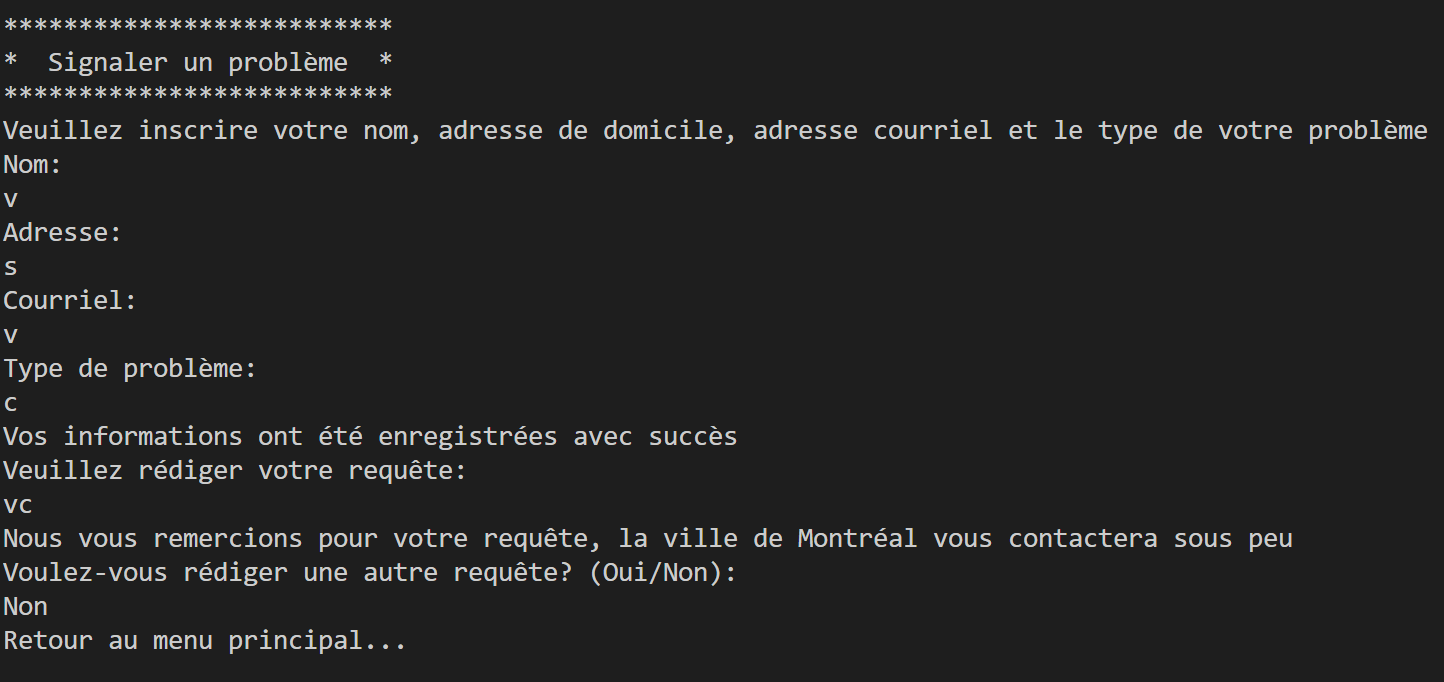 **************************
*  Signaler un problème  *
**************************
Veuillez inscrire votre nom, adresse de domicile, adresse courriel et le type de votre problème
Nom:
v
Adresse:
s
Courriel:
v
Type de problème:
c
Vos informations ont été enregistrées avec succès
Veuillez rédiger votre requête:
vc
Nous vous remercions pour votre requête, la ville de Montréal vous contactera sous peu
Voulez-vous rédiger une autre requête? (Oui/Non):
Non
Retour au menu principal...